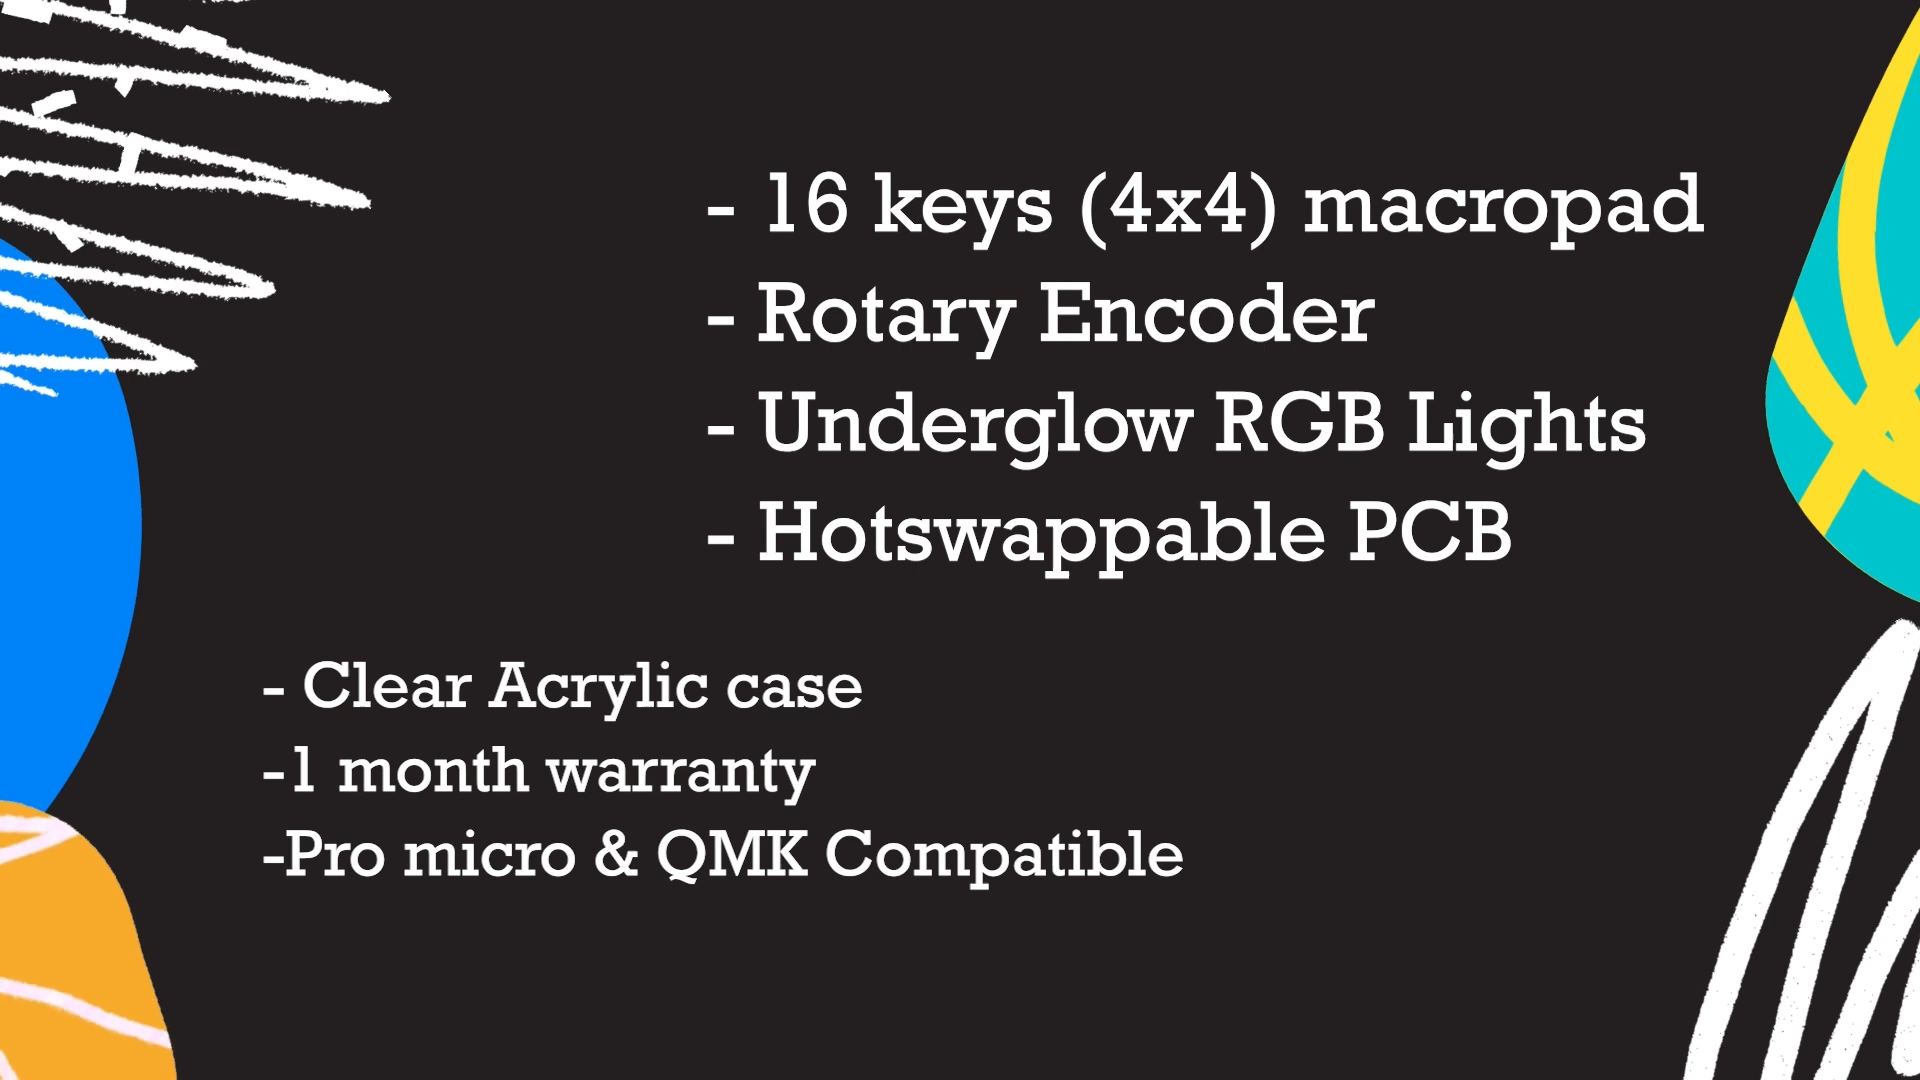 - 16 keys (4x4) macropad
- Rotary Encoder
- Underglow RGB Lights
- Hotswappable PCB
- Clear Acrylic case
-1 month warranty
-Pro micro & QMK Compatible